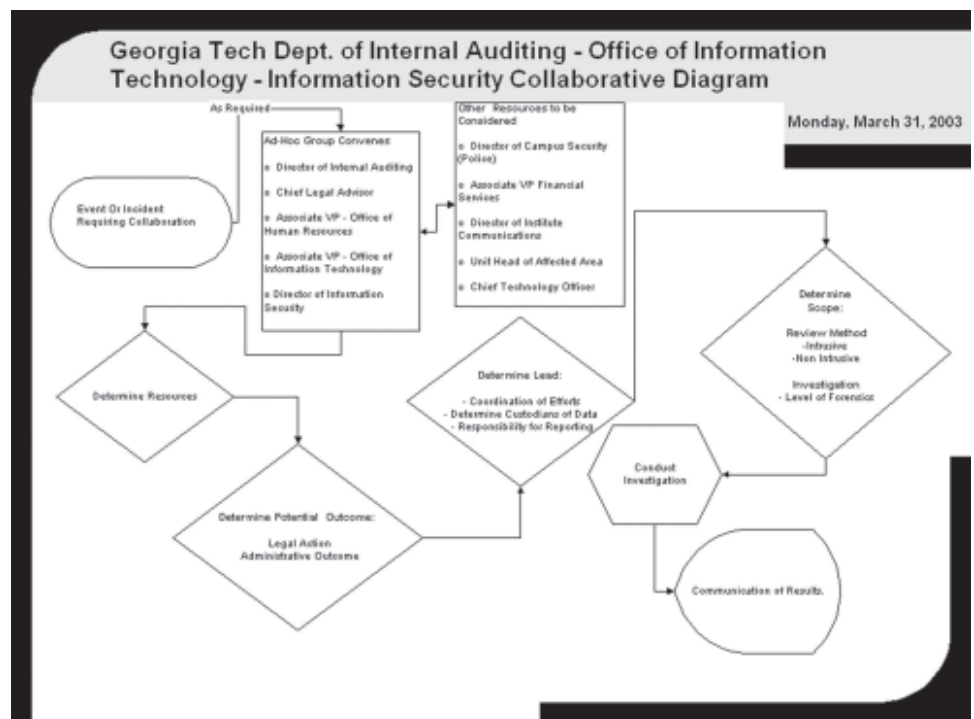 Georgia Tech Dept. of Internal Auditing - Office of Information
Technology - Information Security Collaborative Diagram
Monday, March 31, 2003
As Required
Event Or Incident
Requiring Collaboration
Ad-Hoc Group Convenes
o Director of Internal Auditing
o Chief Legal Advisor
o Associate VP - Office of
Human Resources
o Associate VP - Office of
Information Technology
o Director of Information
Security
Other Resources to be
Considered
o Director of Campus Security
(Police)
o Associate VP Financial
Services
o Director of Institute
Communications
o Unit Head of Affected Area
o Chief Technology Officer
Determine Resources
Determine Potential Outcome:
Legal Action
Administrative Outcome
Determine Lead:
- Coordination of Efforts
- Determine Custodians of Data
- Responsibility for Reporting
Determine
Scope:
Review Method
-Intrusive
-Non Intrusive
Investigation
- Level of Forensics
Conduct
Investigation
Communication of Results.